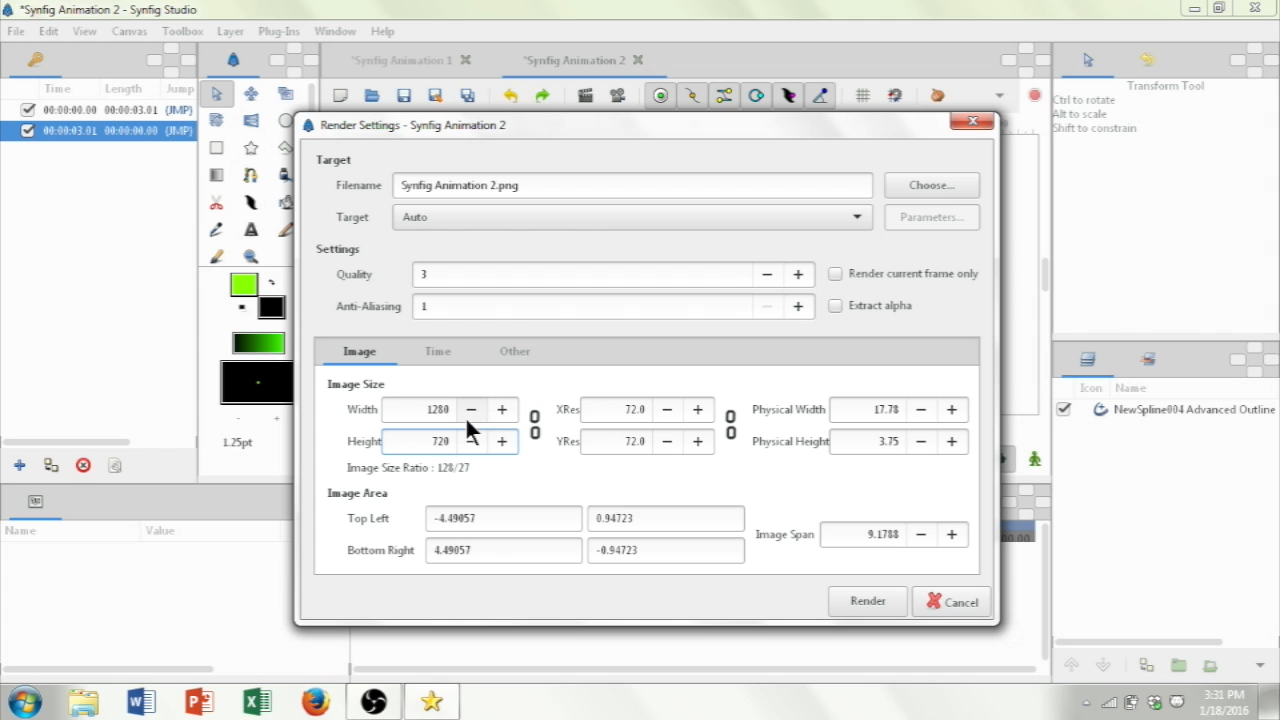 *Synfig Animation 2 - Synfig Studio
File Edit View Canvas Toolbox Layer Plug-Ins Window Help
*Synfig Animation 1
*Synfig Animation 2
Time Length Jump
00:00:00.00 00:00:03.01 (JMP)
00:00:03.01 00:00:00.00 (JMP)
Transform Tool
Ctrl to rotate
Alt to scale
Shift to constrain
Render Settings - Synfig Animation 2
Target
Filename Synfig Animation 2.png Choose...
Target Auto Parameters...
Settings
Quality 3 Render current frame only
Anti-Aliasing 1 Extract alpha
Image Time Other
Image Size
Width 1280 XRes 72.0 Physical Width 17.78
Height 720 YRes 72.0 Physical Height 3.75
Image Size Ratio : 128/27
Image Area
Top Left -4.49057 0.94723
Image Span 9.1788
Bottom Right 4.49057 -0.94723
Render Cancel
1.25pt
Name Value
Icon Name
NewSpline004 Advanced Outline
3:31 PM
1/18/2016